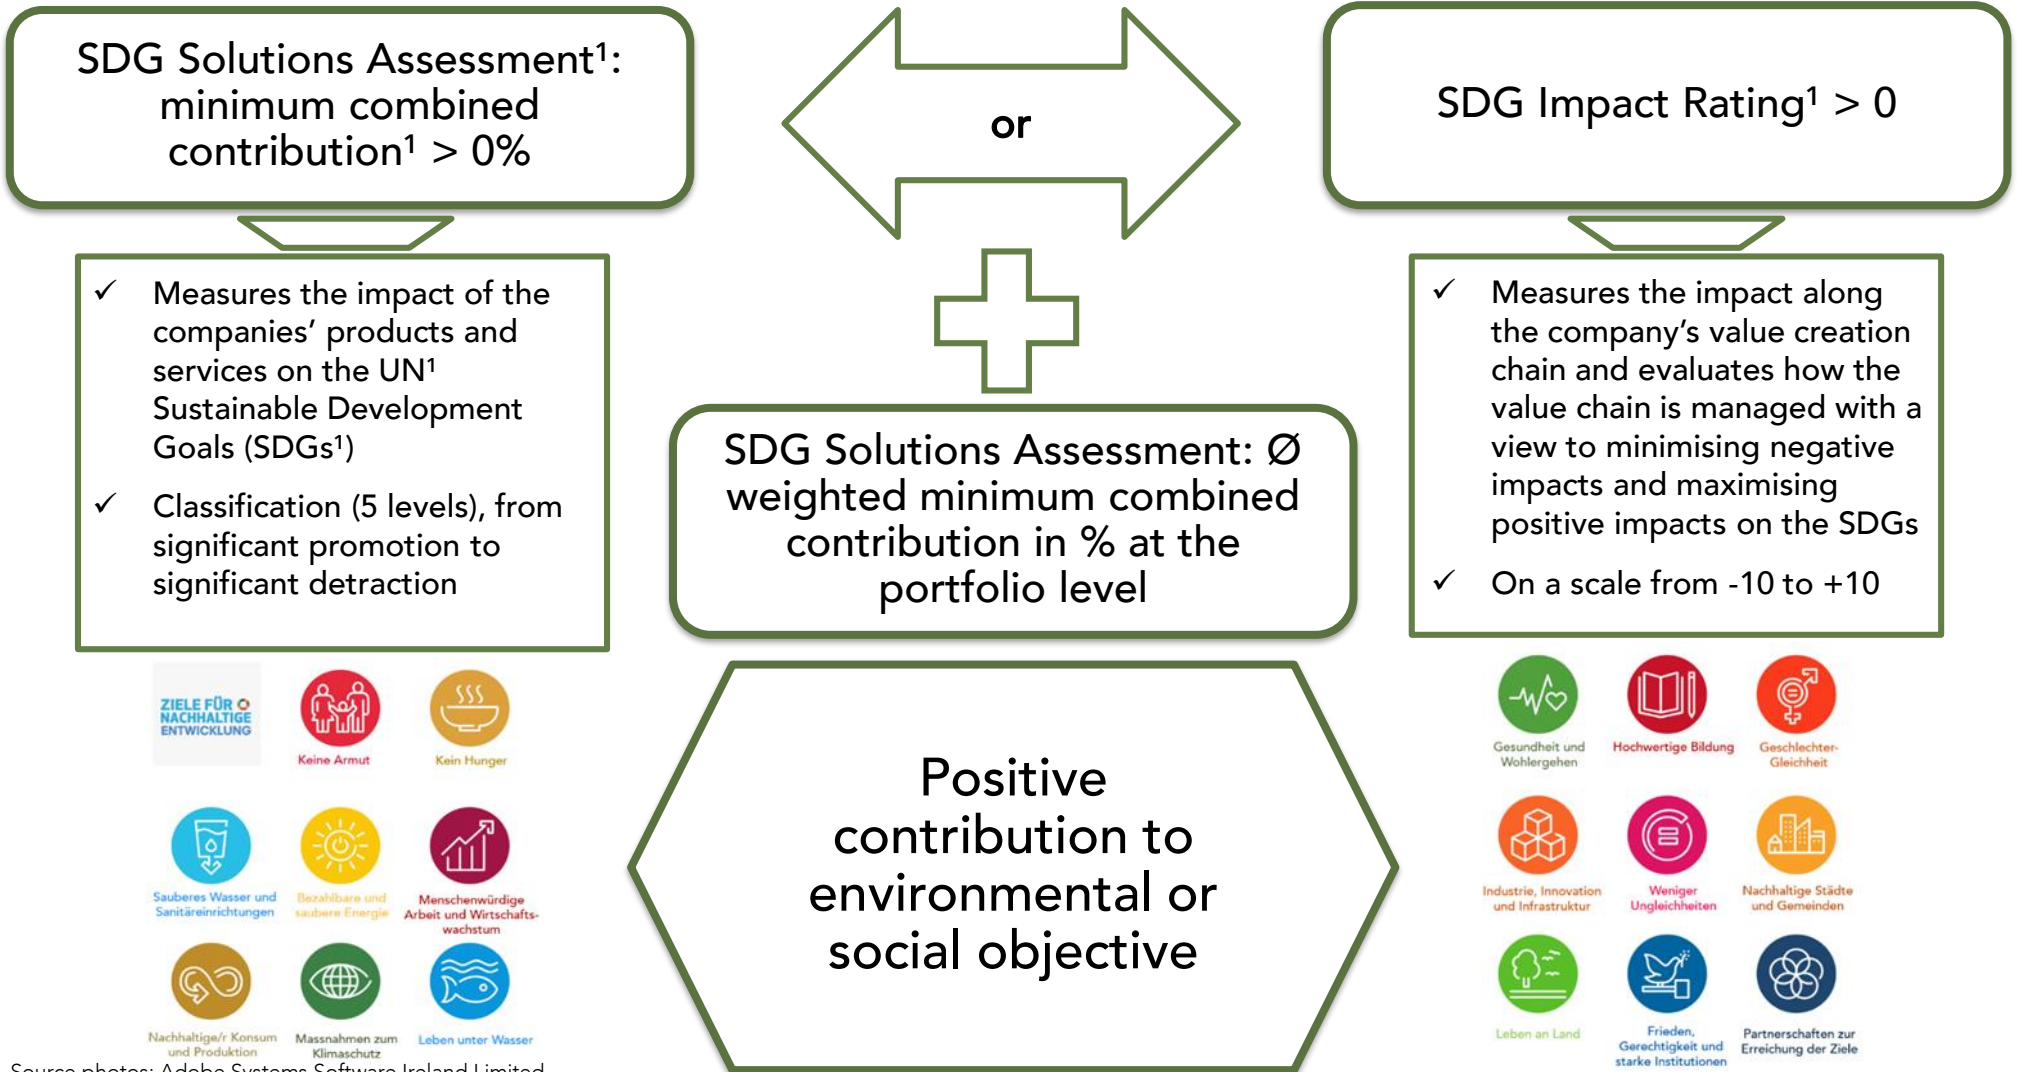 SDG Solutions Assessment¹:
minimum combined
contribution¹ > 0%
or
SDG Impact Rating¹ > 0
✓ Measures the impact of the
companies’ products and
services on the UN¹
Sustainable Development
Goals (SDGs¹)
✓ Classification (5 levels), from
significant promotion to
significant detraction
SDG Solutions Assessment: Ø
weighted minimum combined
contribution in % at the
portfolio level
✓ Measures the impact along
the company’s value creation
chain and evaluates how the
value chain is managed with a
view to minimising negative
impacts and maximising
positive impacts on the SDGs
✓ On a scale from -10 to +10
ZIELE FÜR
NACHHALTIGE
ENTWICKLUNG
Keine Armut
Kein Hunger
Sauberes Wasser und
Sanitäreinrichtungen
Bezahlbare und
saubere Energie
Menschenwürdige
Arbeit und Wirtschafts-
wachstum
Nachhaltige/r Konsum
und Produktion
Massnahmen zum
Klimaschutz
Leben unter Wasser
Positive
contribution to
environmental or
social objective
Gesundheit und
Wohlergehen
Hochwertige Bildung
Geschlechter-
Gleichheit
Industrie, Innovation
und Infrastruktur
Weniger
Ungleichheiten
Nachhaltige Städte
und Gemeinden
Leben an Land
Frieden,
Gerechtigkeit und
starke Institutionen
Partnerschaften zur
Erreichung der Ziele
Source photos: Adobe Systems Software Ireland Limited